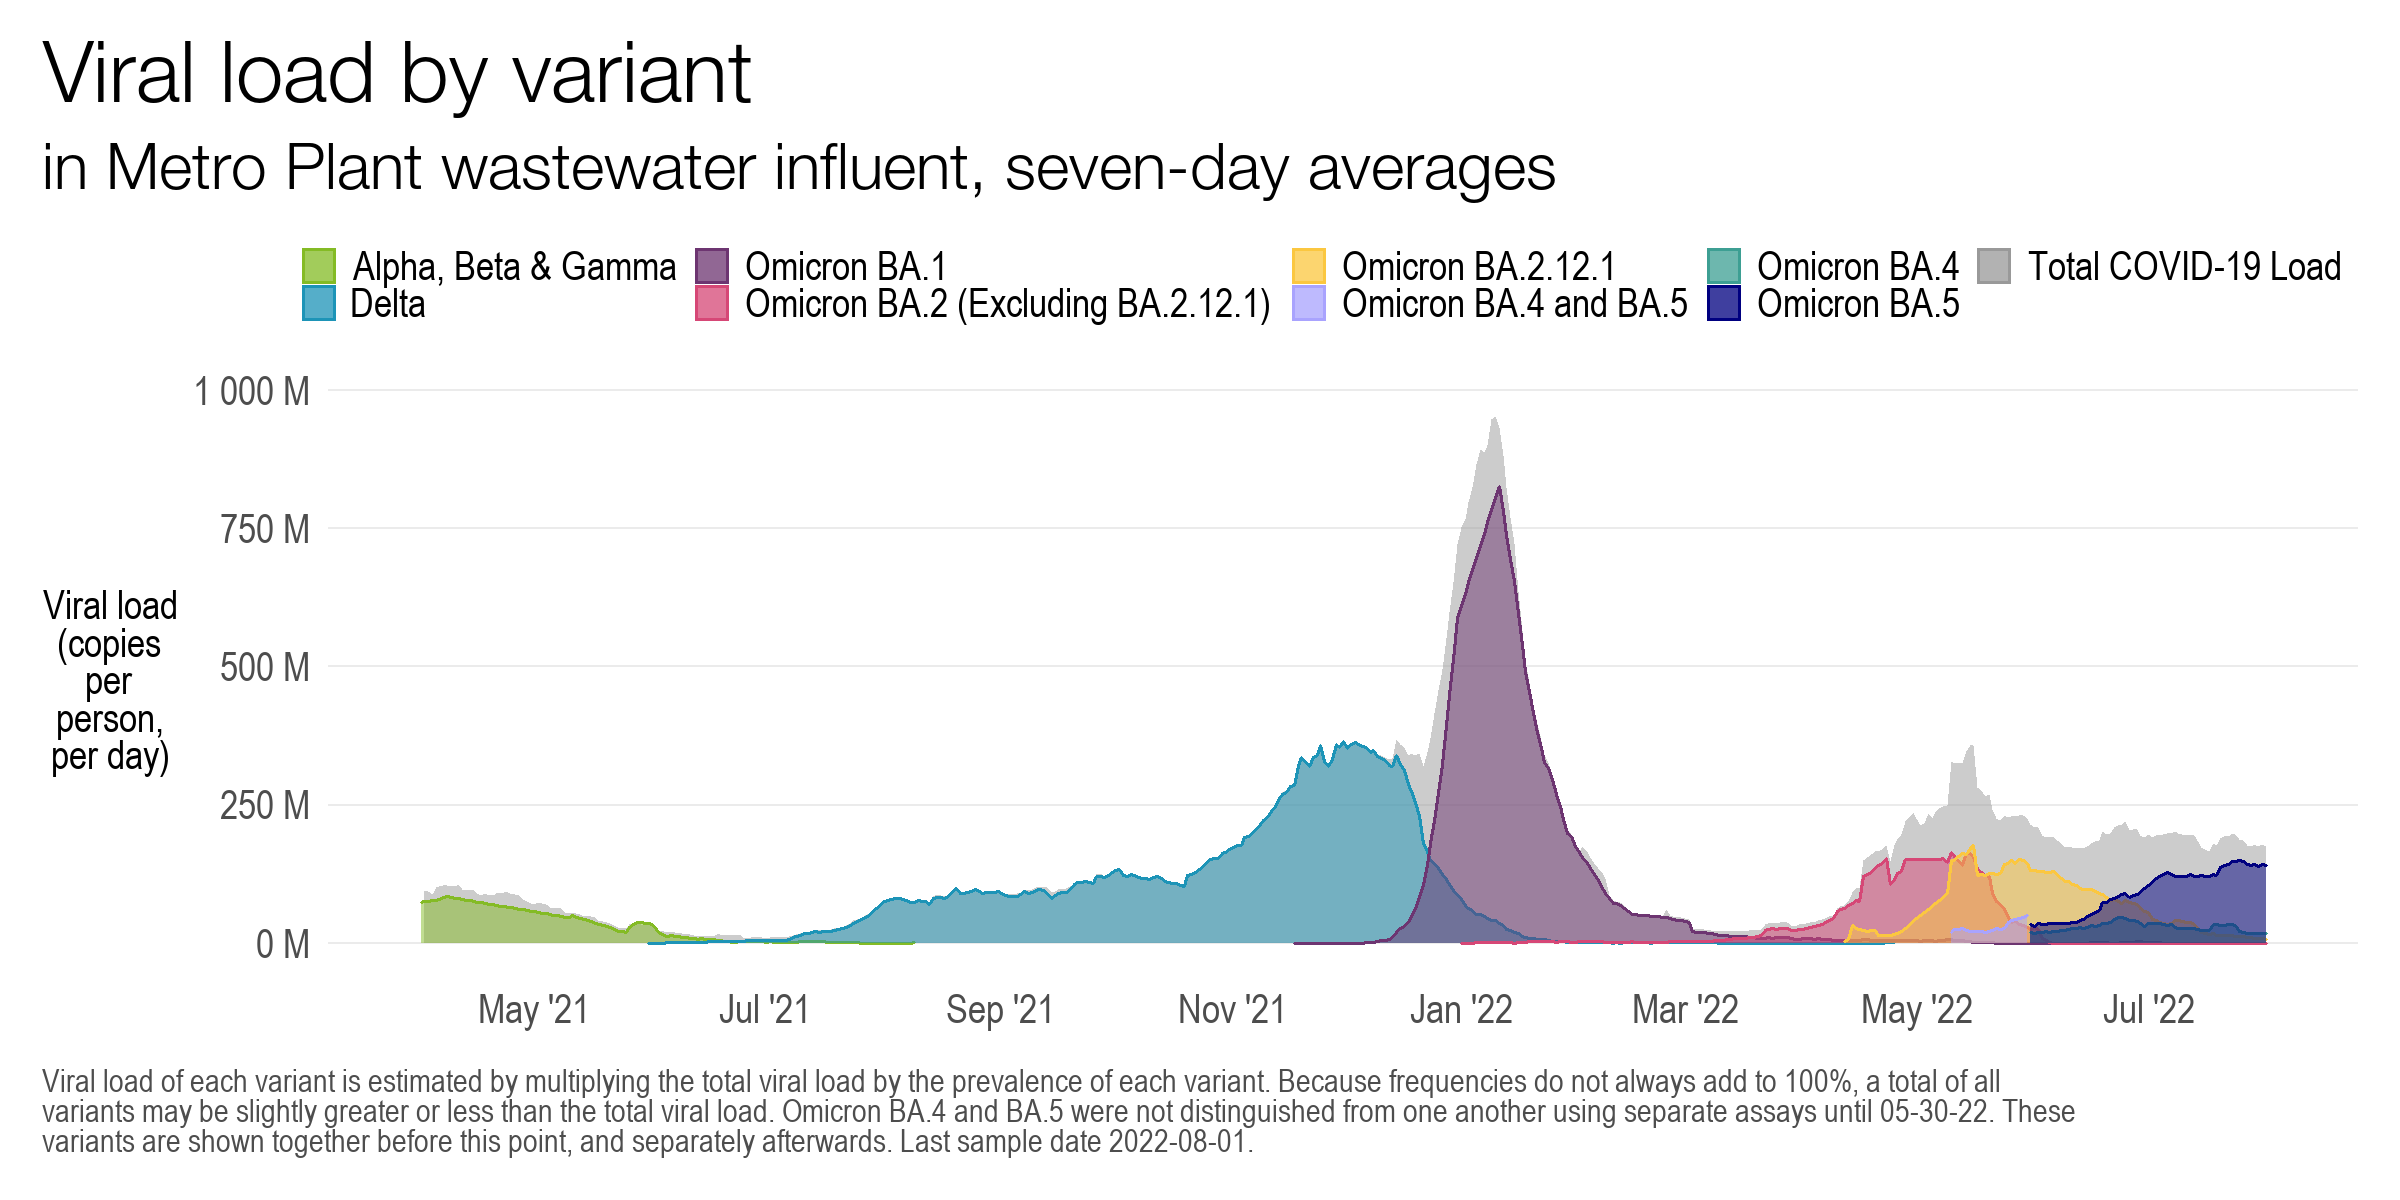 Viral load by variant
in Metro Plant wastewater influent, seven-day averages
Alpha, Beta & Gamma
Delta
Omicron BA.1
Omicron BA.2 (Excluding BA.2.12.1)
Omicron BA.2.12.1
Omicron BA.4 and BA.5
Omicron BA.4
Omicron BA.5
Total COVID-19 Load
1 000 M
750 M
500 M
250 M
0 M
Viral load
(copies
per
person,
per day)
May '21
Jul '21
Sep '21
Nov '21
Jan '22
Mar '22
May '22
Jul '22
Viral load of each variant is estimated by multiplying the total viral load by the prevalence of each variant. Because frequencies do not always add to 100%, a total of all
variants may be slightly greater or less than the total viral load. Omicron BA.4 and BA.5 were not distinguished from one another using separate assays until 05-30-22. These
variants are shown together before this point, and separately afterwards. Last sample date 2022-08-01.